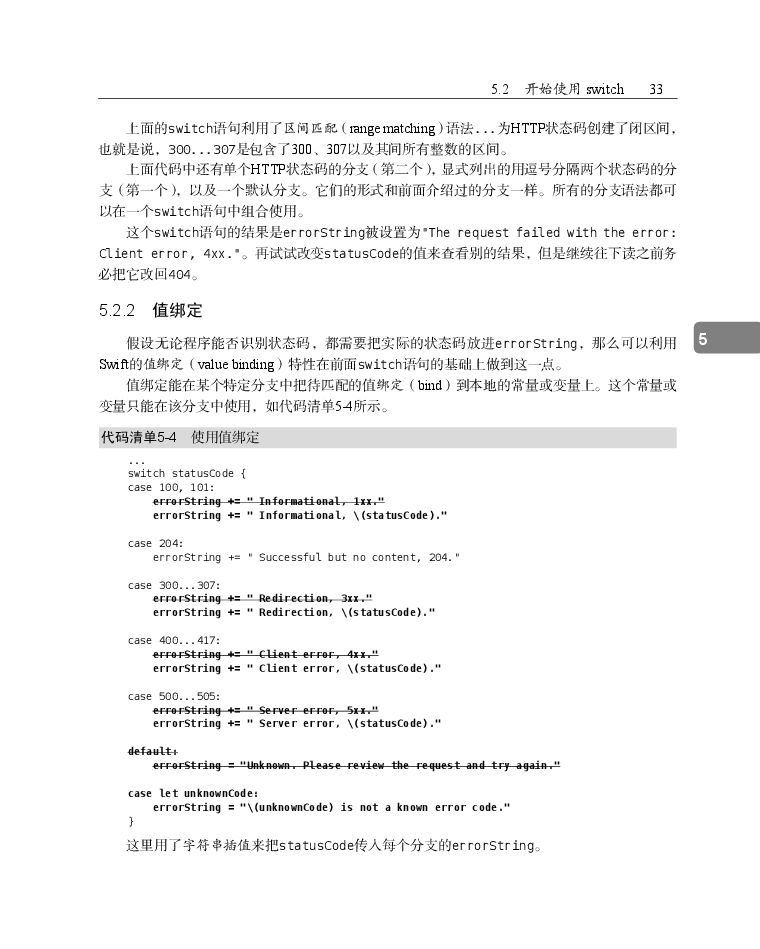 5.2 开始使用 switch 33
上面的switch语句利用了区间匹配（range matching）语法...为HTTP状态码创建了闭区间，
也就是说，300...307是包含了300、307以及其间所有整数的区间。
上面代码中还有单个HTTP状态码的分支（第二个），显式列出的用逗号分隔两个状态码的分
支（第一个），以及一个默认分支。它们的形式和前面介绍过的分支一样。所有的分支语法都可
以在一个switch语句中组合使用。
这个switch语句的结果是errorString被设置为"The request failed with the error:
Client error, 4xx."。再试试改变statusCode的值来查看别的结果，但是继续往下读之前务
必把它改回404。
5.2.2 值绑定
假设无论程序能否识别状态码，都需要把实际的状态码放进errorString，那么可以利用
5
Swift的值绑定（value binding）特性在前面switch语句的基础上做到这一点。
值绑定能在某个特定分支中把待匹配的值绑定（bind）到本地的常量或变量上。这个常量或
变量只能在该分支中使用，如代码清单5-4所示。
代码清单5-4 使用值绑定
...
switch statusCode {
case 100, 101:
errorString += " Informational, 1xx."
errorString += " Informational, \(statusCode)."
case 204:
errorString += " Successful but no content, 204."
case 300...307:
errorString += " Redirection, 3xx."
errorString += " Redirection, \(statusCode)."
case 400...417:
errorString += " Client error, 4xx."
errorString += " Client error, \(statusCode)."
case 500...505:
errorString += " Server error, 5xx."
errorString += " Server error, \(statusCode)."
default:
errorString = "Unknown. Please review the request and try again."
case let unknownCode:
errorString = "\(unknownCode) is not a known error code."
}
这里用了字符串插值来把statusCode传入每个分支的errorString。